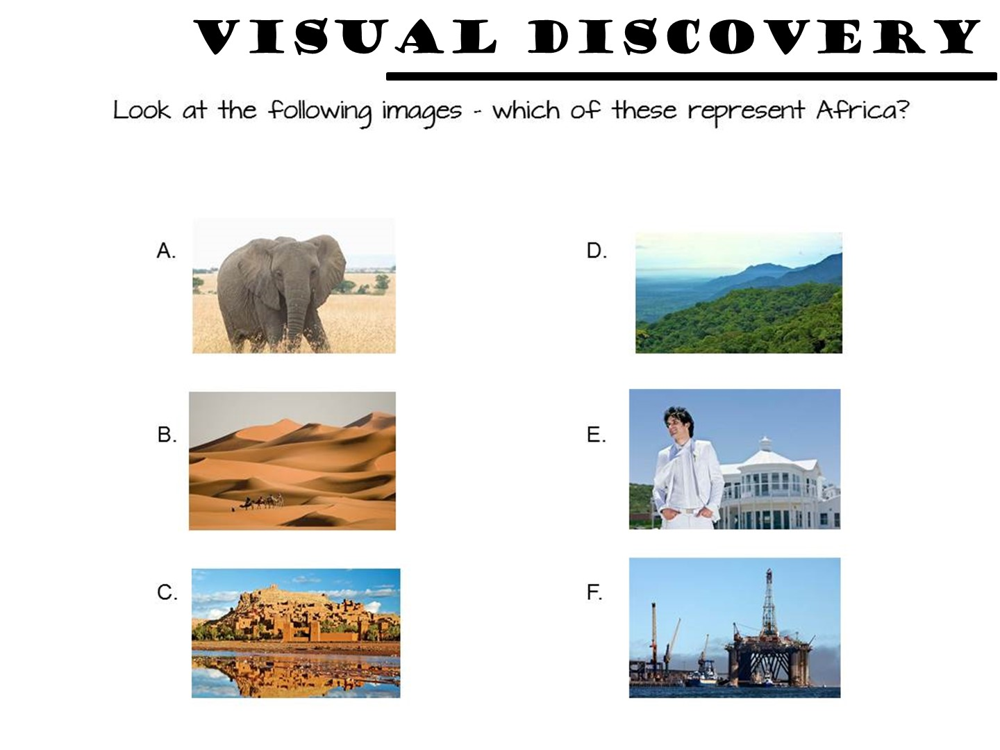 VISUAL DISCOVERY
Look at the following images - which of these represent Africa?
A.
B.
C.
D.
E.
F.